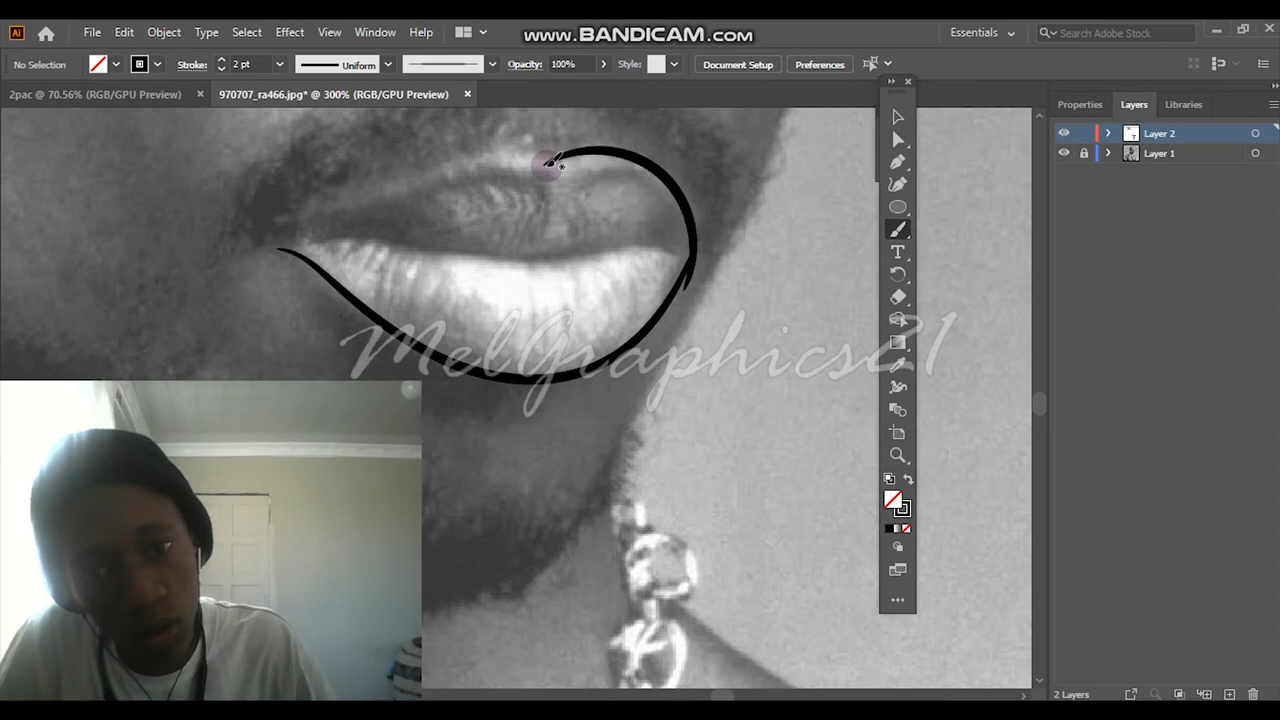 www.BANDICAM.com
Ai File Edit Object Type Select Effect View Window Help Essentials Search Adobe Stock
No Selection Stroke: 2 pt Uniform Opacity: 100% Style: Document Setup Preferences
2pac @ 70.56% (RGB/GPU Preview) × 970707_ra466.jpg* @ 300% (RGB/GPU Preview) ×
Properties Layers Libraries
Layer 2
Layer 1
MelGraphics21
2 Layers